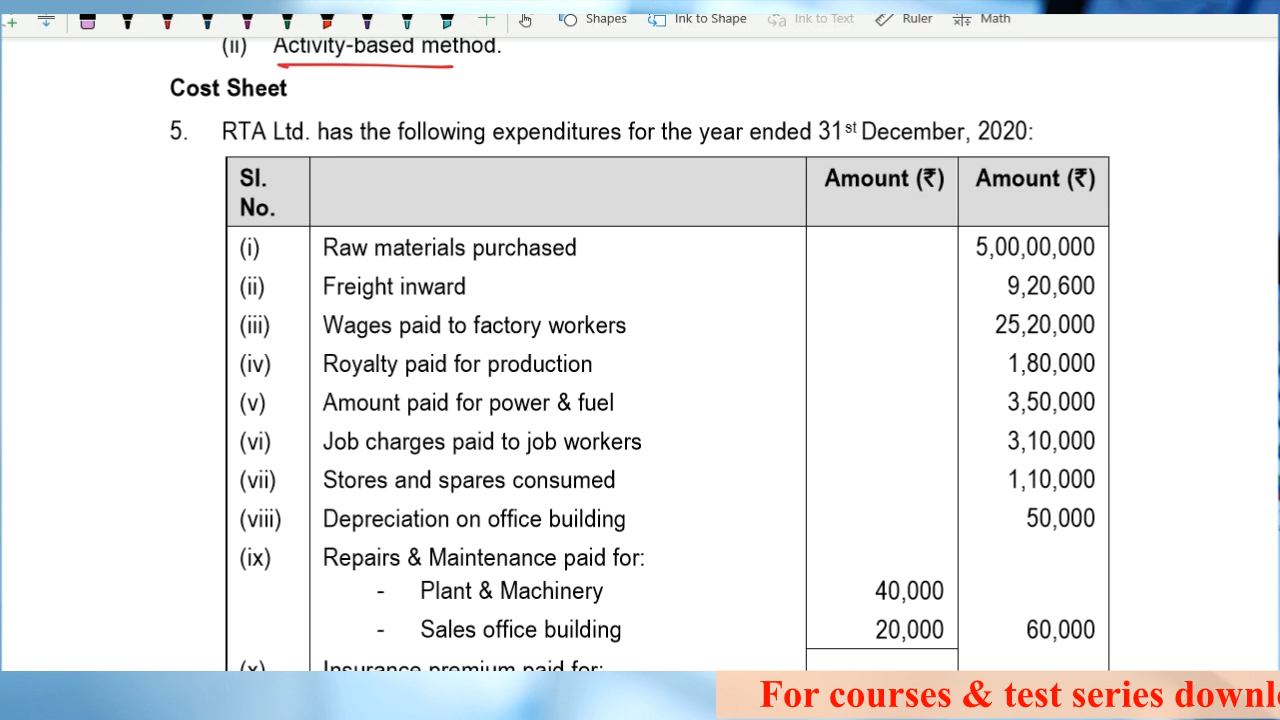 Shapes Ink to Shape Ink to Text Ruler Math
(ii) Activity-based method.
Cost Sheet
5. RTA Ltd. has the following expenditures for the year ended 31st December, 2020:
Sl. No. Amount (₹) Amount (₹)
(i) Raw materials purchased 5,00,00,000
(ii) Freight inward 9,20,600
(iii) Wages paid to factory workers 25,20,000
(iv) Royalty paid for production 1,80,000
(v) Amount paid for power & fuel 3,50,000
(vi) Job charges paid to job workers 3,10,000
(vii) Stores and spares consumed 1,10,000
(viii) Depreciation on office building 50,000
(ix) Repairs & Maintenance paid for:
- Plant & Machinery 40,000
- Sales office building 20,000 60,000
(x) Insurance premium paid for:
For courses & test series downl